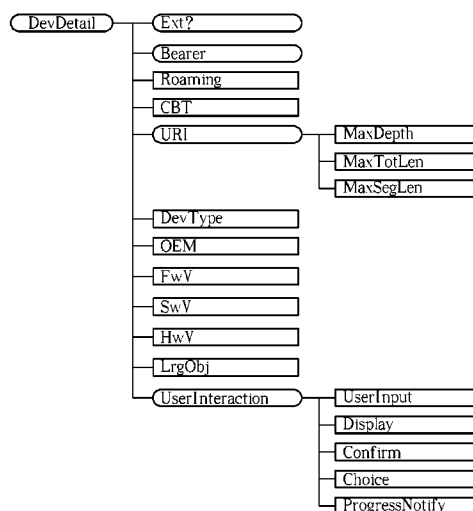 DevDetail
Ext?
Bearer
Roaming
CBT
URI
MaxDepth
MaxTotLen
MaxSegLen
DevType
OEM
FwV
SwV
HwV
LrgObj
UserInteraction
UserInput
Display
Confirm
Choice
ProgressNotify